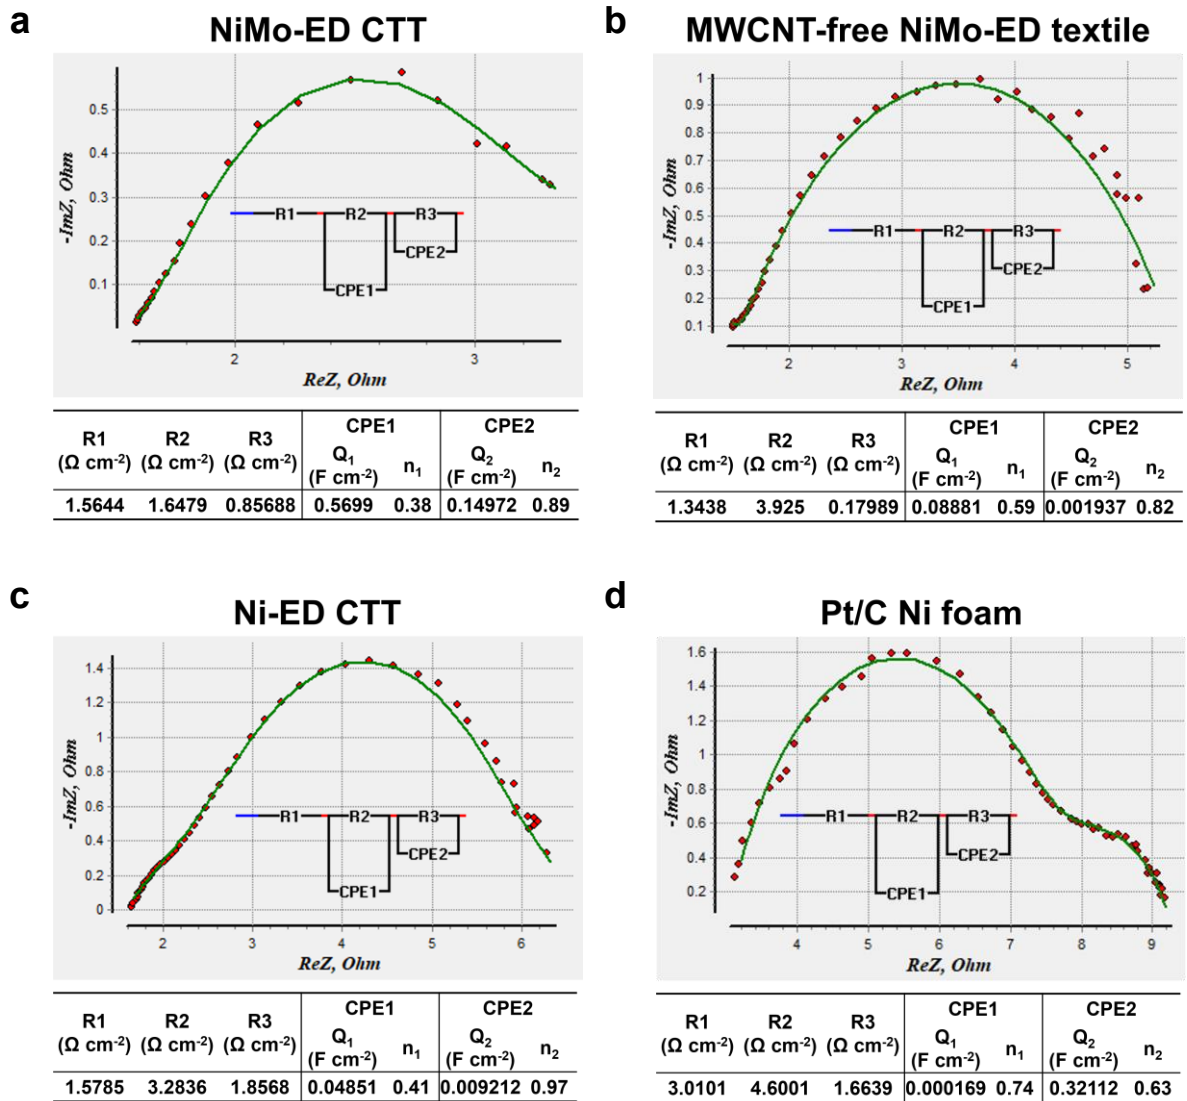 a
NiMo-ED CTT
-ImZ, Ohm
0.5
0.4
0.3
0.2
0.1
R1 R2 R3
CPE2
CPE1
2 3
ReZ, Ohm
R1 R2 R3 CPE1 CPE2
(Ω cm⁻²) (Ω cm⁻²) (Ω cm⁻²) Q₁ (F cm⁻²) n₁ Q₂ (F cm⁻²) n₂
1.5644 1.6479 0.85688 0.5699 0.38 0.14972 0.89
b
MWCNT-free NiMo-ED textile
-ImZ, Ohm
1
0.9
0.8
0.7
0.6
0.5
0.4
0.3
0.2
0.1
R1 R2 R3
CPE2
CPE1
2 3 4 5
ReZ, Ohm
R1 R2 R3 CPE1 CPE2
(Ω cm⁻²) (Ω cm⁻²) (Ω cm⁻²) Q₁ (F cm⁻²) n₁ Q₂ (F cm⁻²) n₂
1.3438 3.925 0.17989 0.08881 0.59 0.001937 0.82
c
Ni-ED CTT
-ImZ, Ohm
1.4
1.2
1
0.8
0.6
0.4
0.2
0
R1 R2 R3
CPE2
CPE1
2 3 4 5 6
ReZ, Ohm
R1 R2 R3 CPE1 CPE2
(Ω cm⁻²) (Ω cm⁻²) (Ω cm⁻²) Q₁ (F cm⁻²) n₁ Q₂ (F cm⁻²) n₂
1.5785 3.2836 1.8568 0.04851 0.41 0.009212 0.97
d
Pt/C Ni foam
-ImZ, Ohm
1.6
1.4
1.2
1
0.8
0.6
0.4
0.2
R1 R2 R3
CPE2
CPE1
4 5 6 7 8 9
ReZ, Ohm
R1 R2 R3 CPE1 CPE2
(Ω cm⁻²) (Ω cm⁻²) (Ω cm⁻²) Q₁ (F cm⁻²) n₁ Q₂ (F cm⁻²) n₂
3.0101 4.6001 1.6639 0.000169 0.74 0.32112 0.63